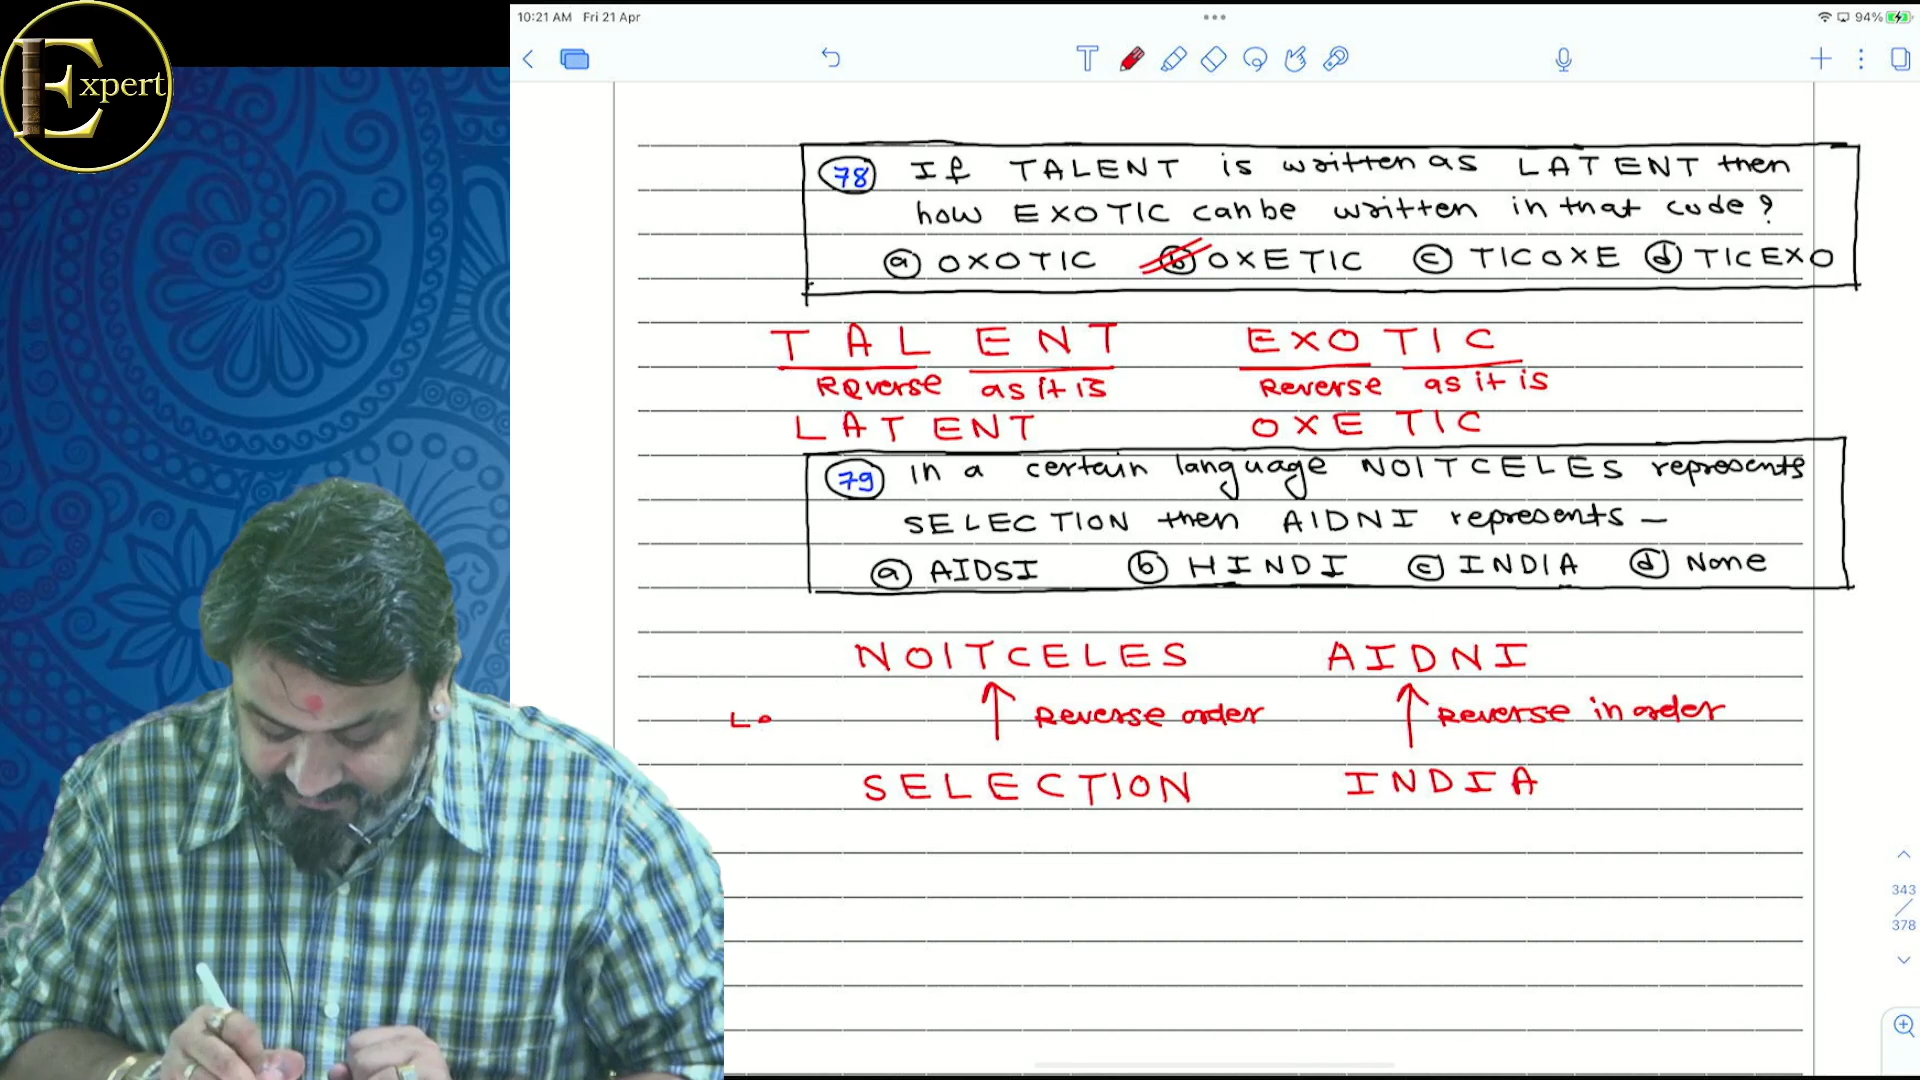 Expert
10:21 AM Fri 21 Apr
94%
78 If TALENT is written as LATENT then
how EXOTIC can be written in that code?
a OXOTIC b OXETIC c TICOXE d TICEXO
TALENT EXOTIC
Reverse as it is Reverse as it is
LATENT OXETIC
79 In a certain language NOITCELES represents
SELECTION then AIDNI represents —
a AIDSI b HINDI c INDIA d None
NOITCELES AIDNI
Reverse order Reverse in order
SELECTION INDIA
343
378